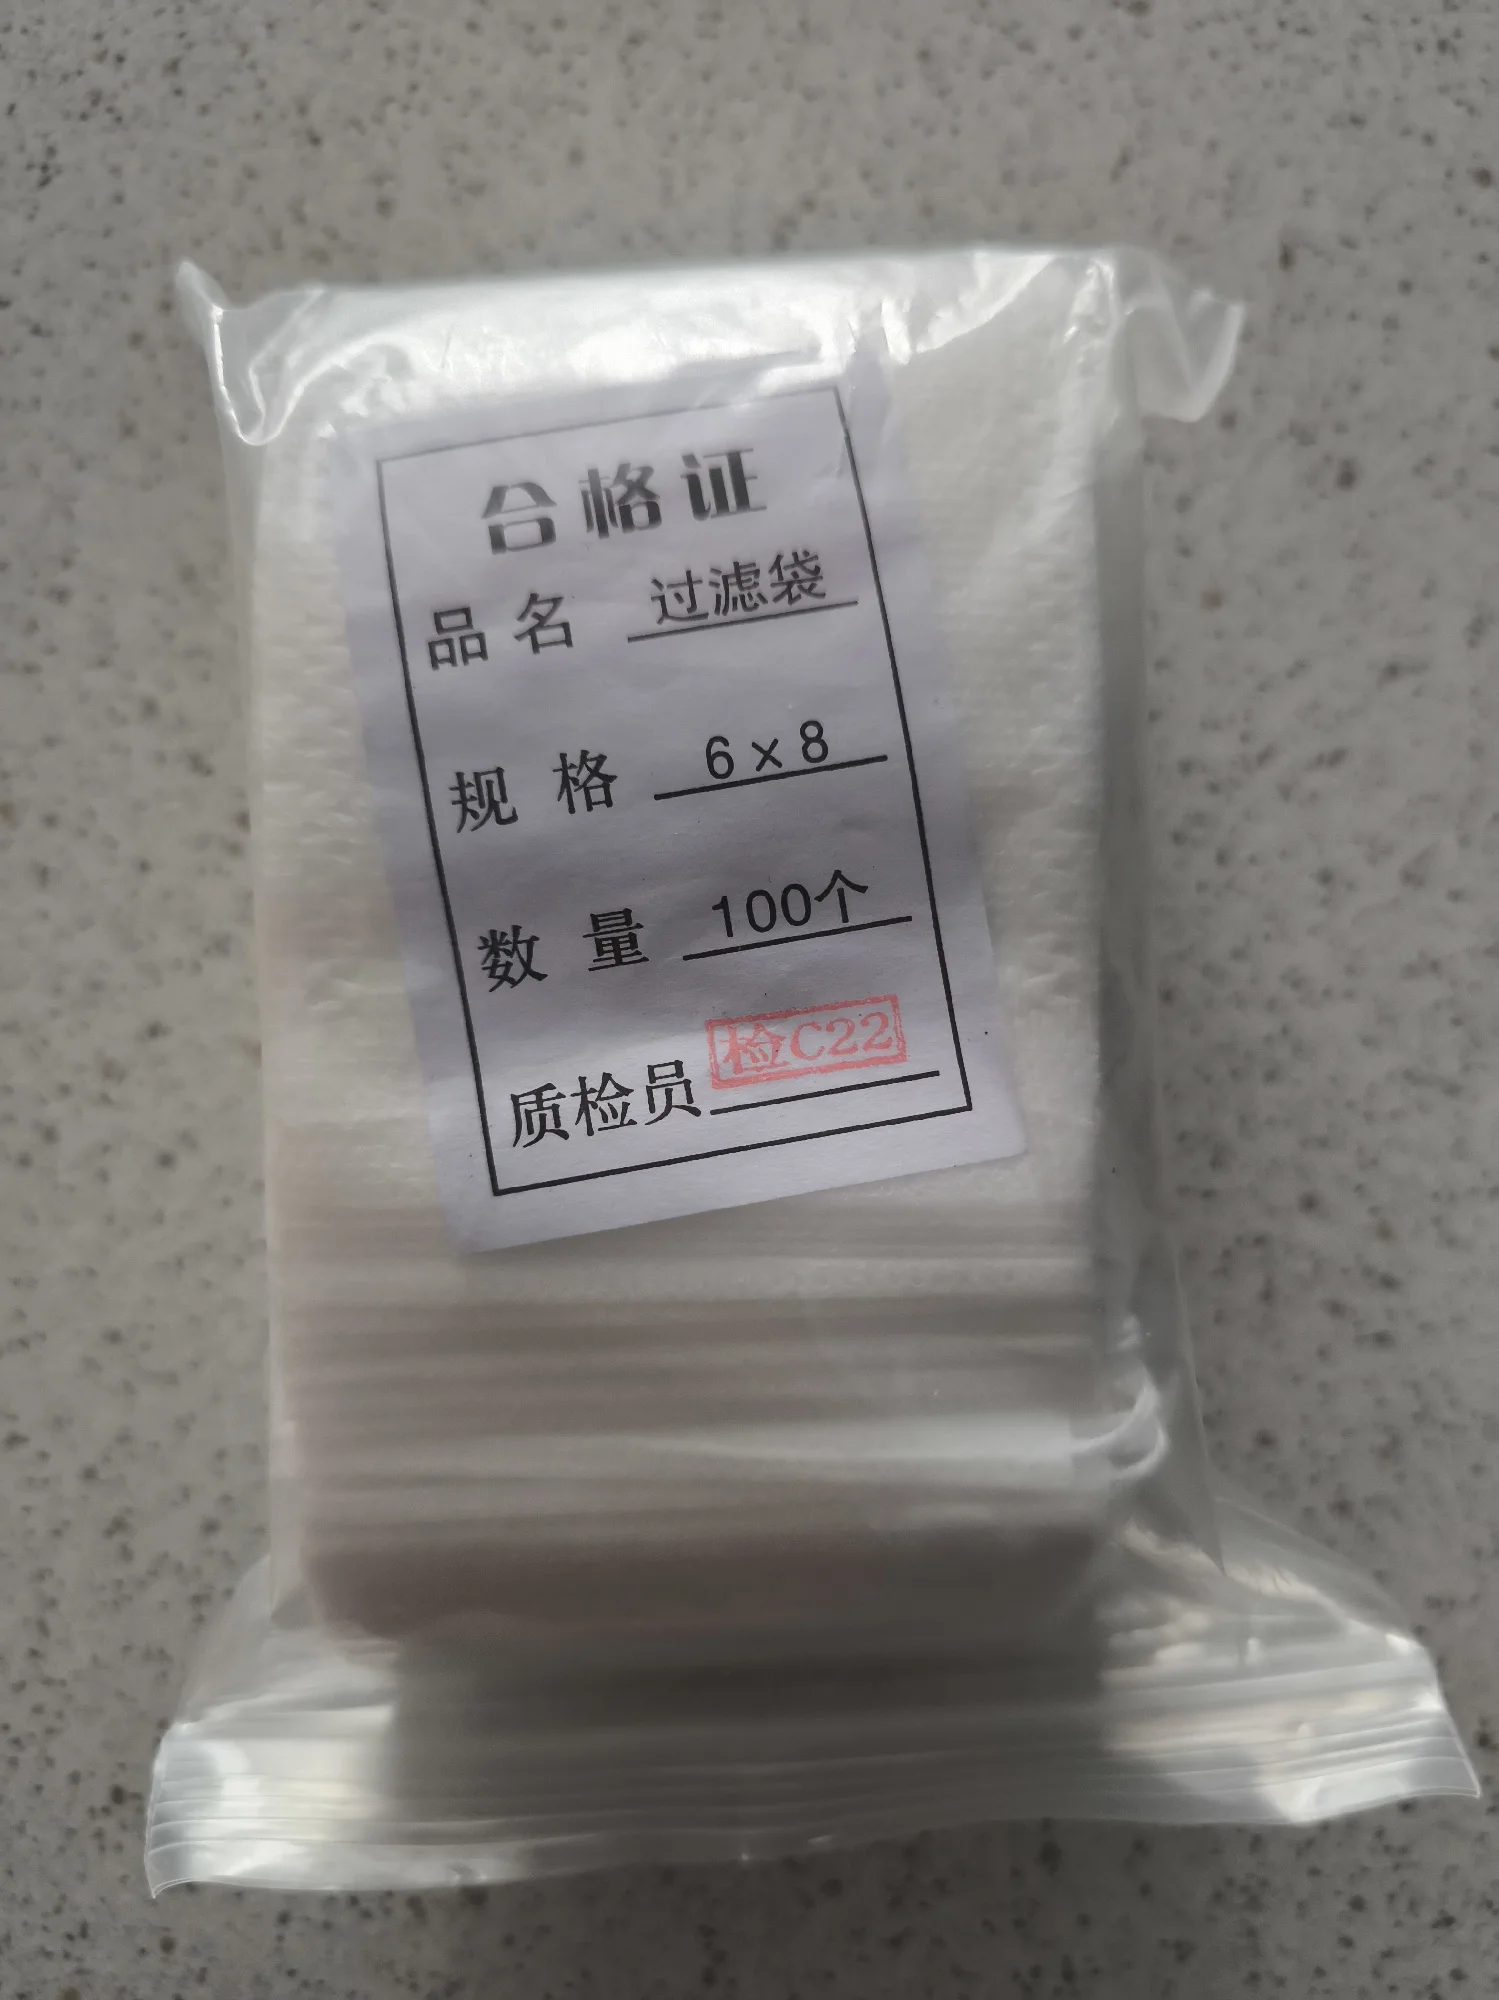 合格证
品名 过滤袋
规格 6×8
数量 100个
质检员 检C22